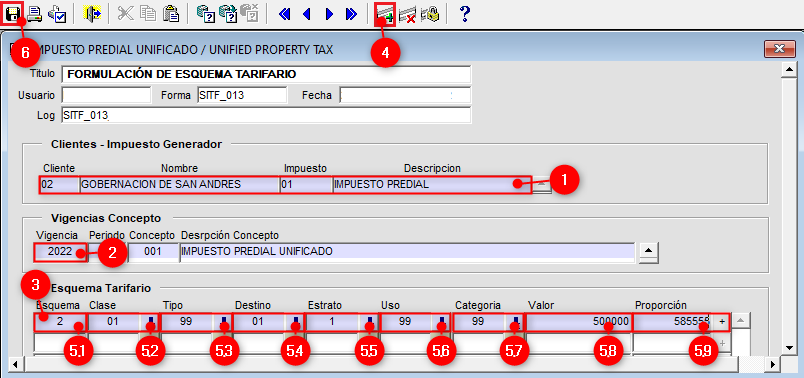 ?
6
4
IMPUESTO PREDIAL UNIFICADO / UNIFIED PROPERTY TAX
Titulo FORMULACIÓN DE ESQUEMA TARIFARIO
Usuario Forma SITF_013 Fecha
Log SITF_013
Clientes - Impuesto Generador
Cliente Nombre Impuesto Descripcion
02 GOBERNACION DE SAN ANDRES 01 IMPUESTO PREDIAL
1
Vigencias Concepto
Vigencia Periodo Concepto Desrpción Concepto
2022 2 001 IMPUESTO PREDIAL UNIFICADO
3 Esquema Tarifario
Esquema Clase Tipo Destino Estrato Uso Categoria Valor Proporción
2 01 99 01 1 99 99 500000 585555 +
5,1 5,2 5,3 5,4 5,5 5,6 5,7 5,8 5,9
+